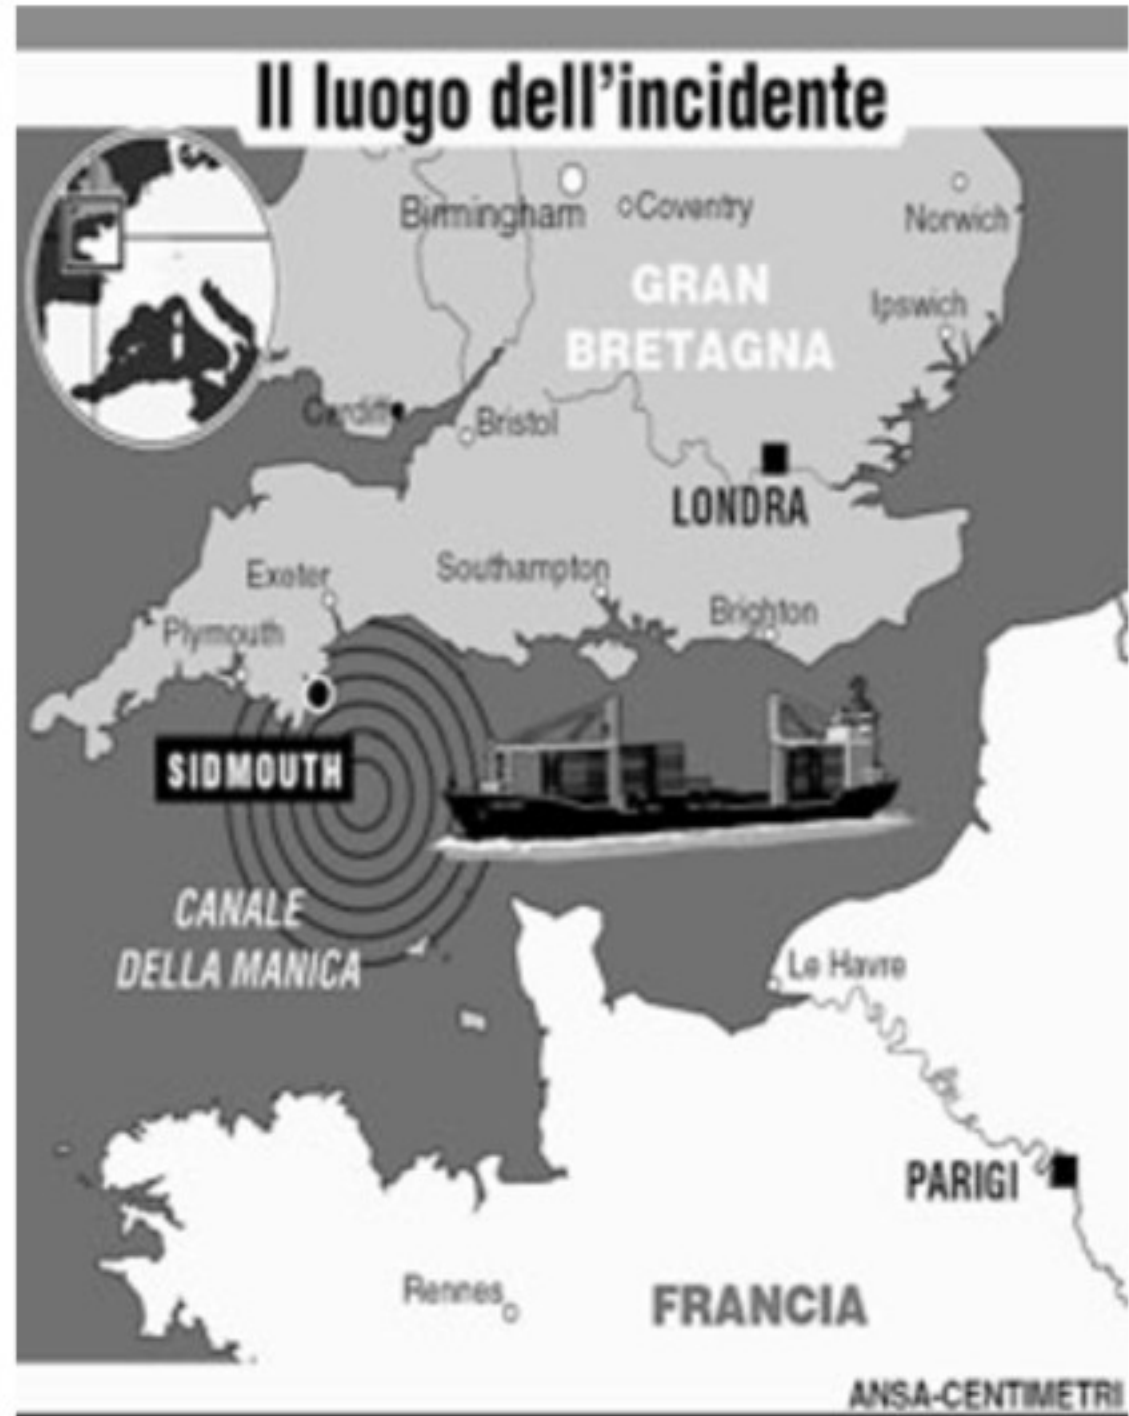 Il luogo dell'incidente
Birmingham
Coventry
Norwich
GRAN
BRETAGNA
Ipswich
Cardiff
Bristol
LONDRA
Exeter
Southampton
Plymouth
Brighton
SIDMOUTH
CANALE
DELLA MANICA
Le Havre
PARIGI
Rennes
FRANCIA
ANSA-CENTIMETRI